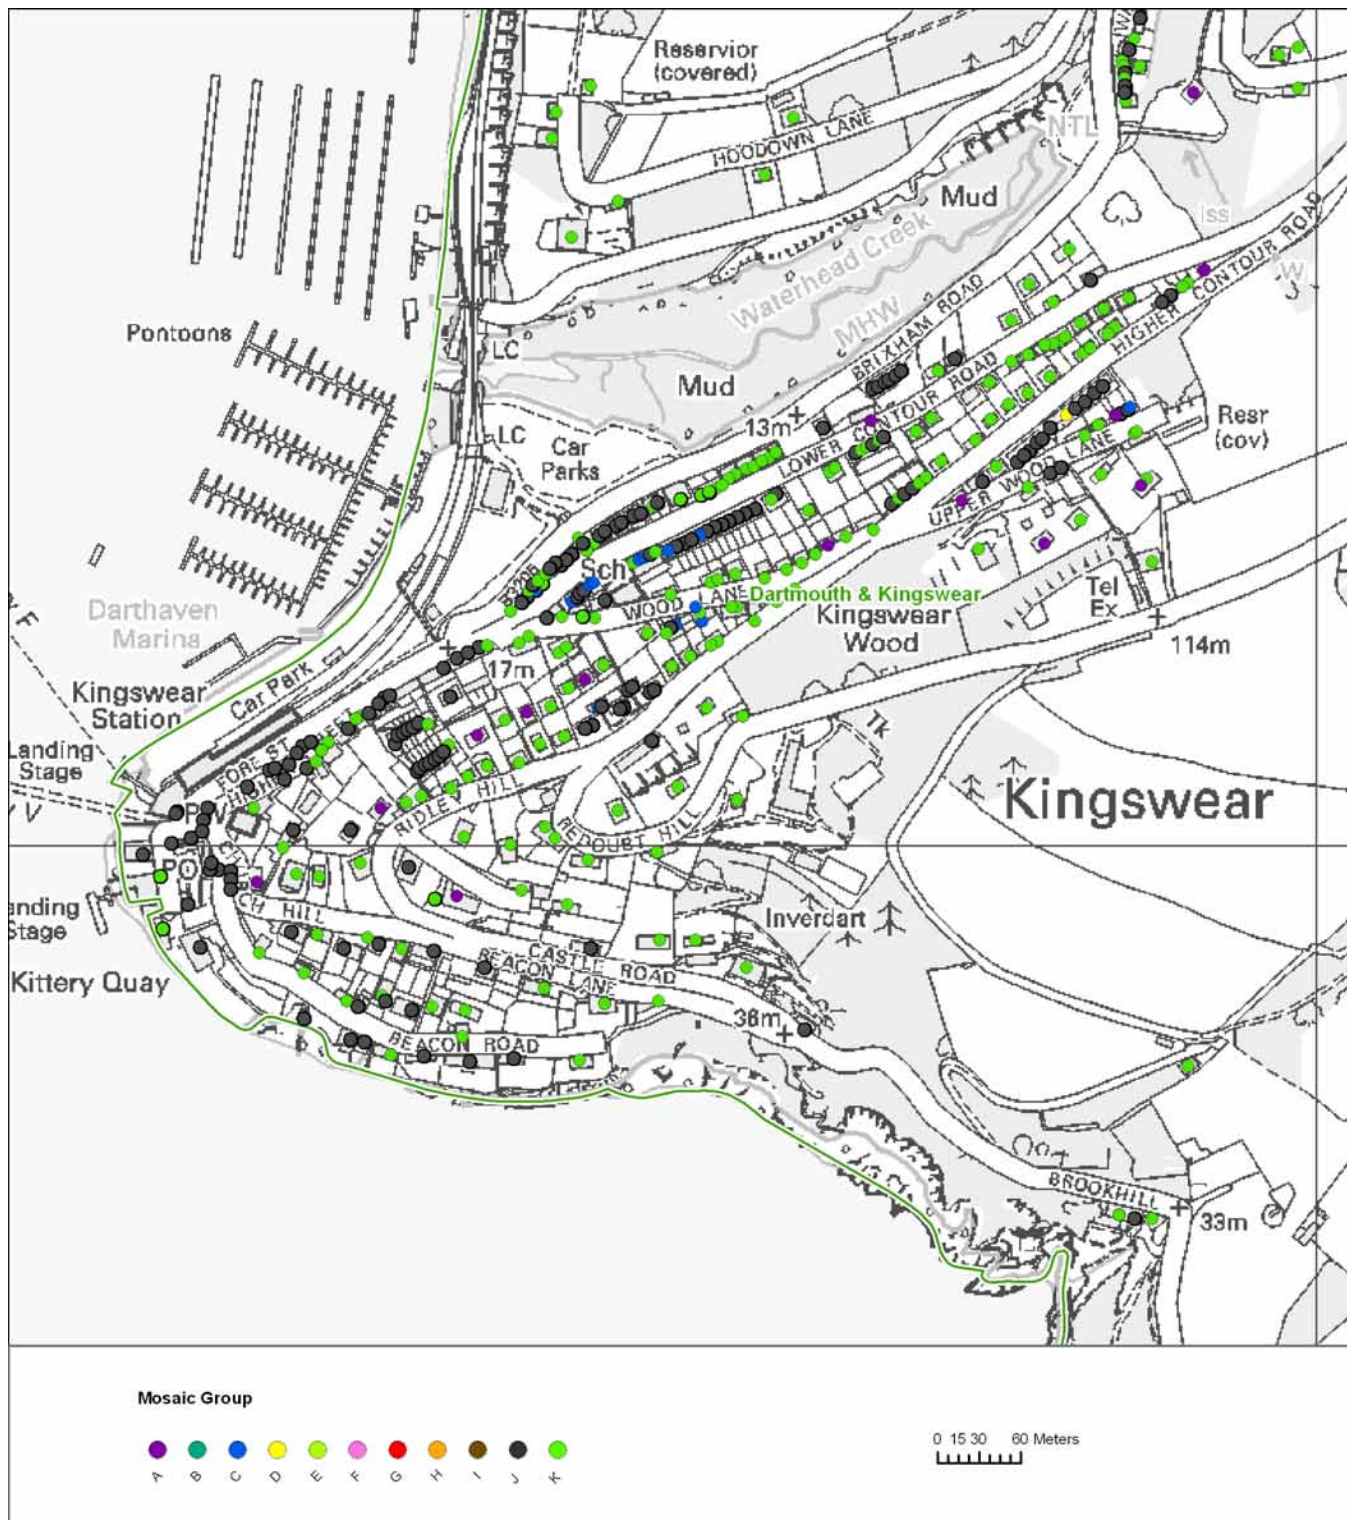 Reservior
(covered)
HOODOWN LANE
NTL
Mud
Iss
Waterhead Creek
MHW
W
Pontoons
LC
Mud
BRIXHAM ROAD
LOWER CONTOUR ROAD
HIGHER CONTOUR ROAD
13m
LC
Car
Parks
Resr
(cov)
UPPER WOOD LANE
Sch
WOOD LANE
Dartmouth & Kingswear
Kingswear
Wood
Tel
Ex
114m
Darthaven
Marina
17m
Kingswear
Station
Car Park
Landing
Stage
FORE
Tk
RIDLEY HILL
REDOUBT HILL
Kingswear
PO
CH HILL
anding
Stage
Inverdart
CASTLE ROAD
BEACON LANE
Kittery Quay
36m
BEACON ROAD
BROOKHILL
33m
Mosaic Group
A B C D E F G H I J K
0 15 30 60 Meters